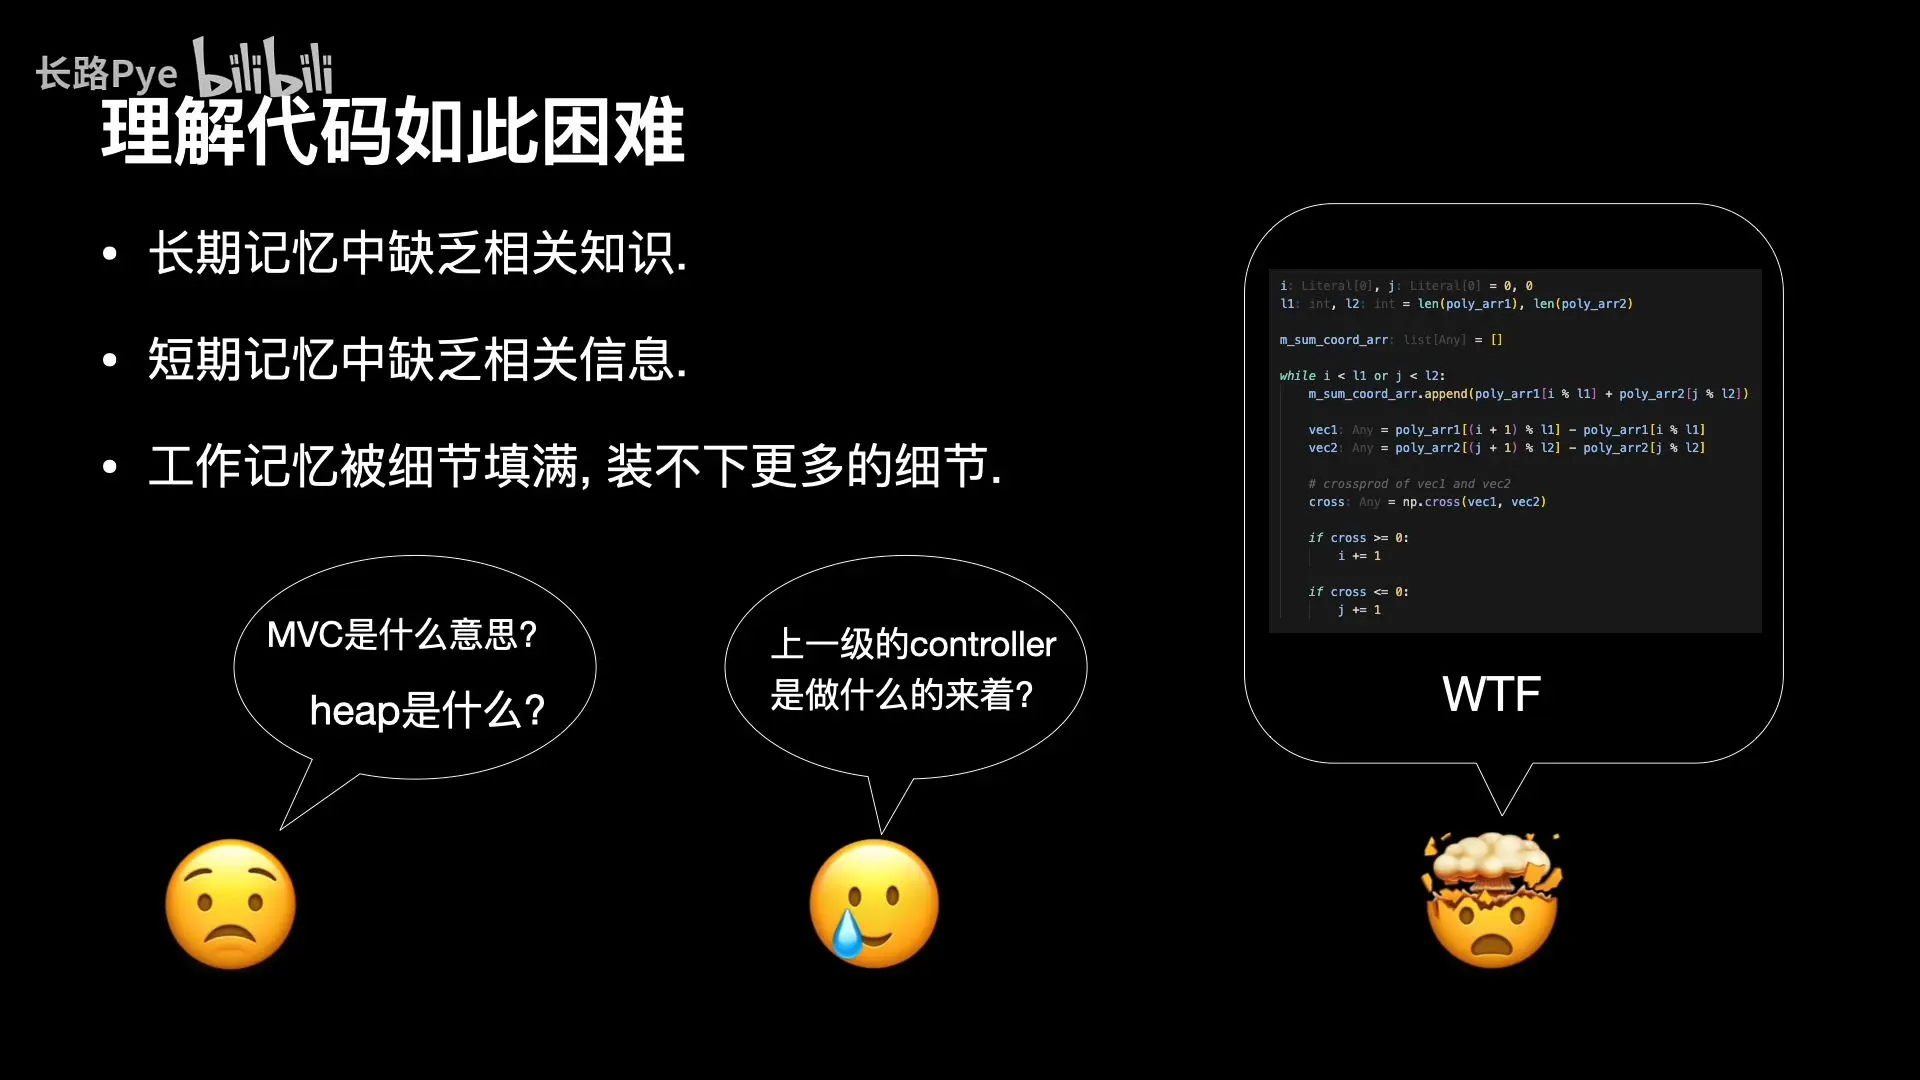 长路Pye bilibili
理解代码如此困难
• 长期记忆中缺乏相关知识.
• 短期记忆中缺乏相关信息.
• 工作记忆被细节填满, 装不下更多的细节.
MVC是什么意思?
heap是什么?
上一级的controller
是做什么的来着?
i: Literal[0], j: Literal[0] = 0, 0
l1: int, l2: int = len(poly_arr1), len(poly_arr2)
m_sum_coord_arr: list[Any] = []
while i < l1 or j < l2:
m_sum_coord_arr.append(poly_arr1[i % l1] + poly_arr2[j % l2])
vec1: Any = poly_arr1[(i + 1) % l1] - poly_arr1[i % l1]
vec2: Any = poly_arr2[(j + 1) % l2] - poly_arr2[j % l2]
# crossprod of vec1 and vec2
cross: Any = np.cross(vec1, vec2)
if cross >= 0:
i += 1
if cross <= 0:
j += 1
WTF